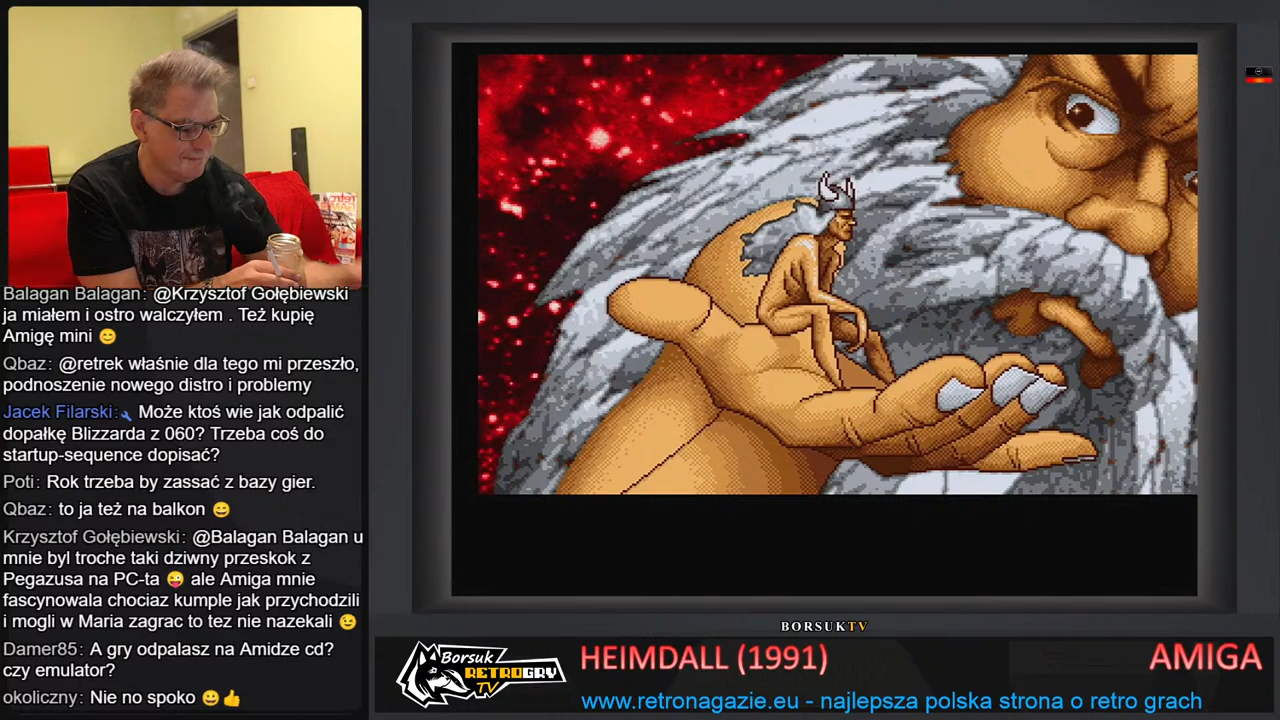 Balagan Balagan: @Krzysztof Gołębiewski
ja miałem i ostro walczyłem . Też kupię
Amigę mini 😊
Qbaz: @retrek właśnie dla tego mi przeszło,
podnoszenie nowego distro i problemy
Jacek Filarski: Może ktoś wie jak odpalić
dopałkę Blizzarda z 060? Trzeba coś do
startup-sequence dopisać?
Poti: Rok trzeba by zassać z bazy gier.
Qbaz: to ja też na balkon 😄
Krzysztof Gołębiewski: @Balagan Balagan u
mnie byl troche taki dziwny przeskok z
Pegazusa na PC-ta 😜 ale Amiga mnie
fascynowala chociaz kumple jak przychodzili
i mogli w Maria zagrac to tez nie nazekali 😉
Damer85: A gry odpalasz na Amidze cd?
czy emulator?
okoliczny: Nie no spoko 😀👍
BORSUKTV
Borsuk
RETROGRY
TV
HEIMDALL (1991)
AMIGA
www.retronagazie.eu - najlepsza polska strona o retro grach